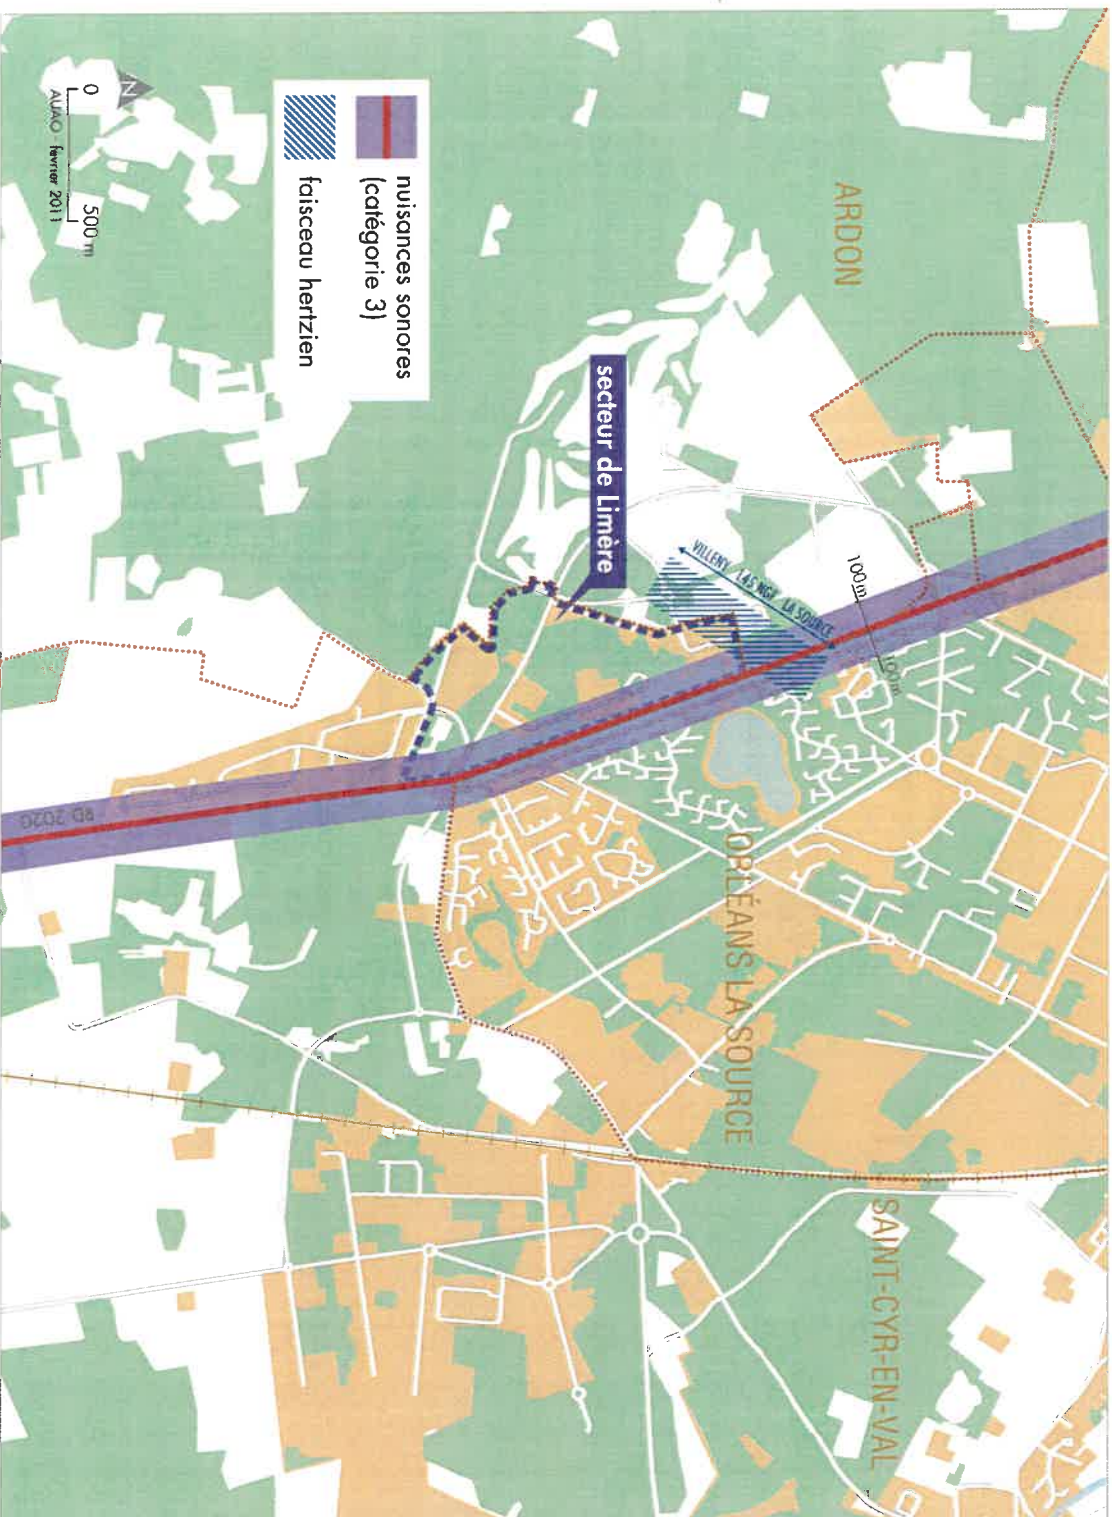 ARDON
ORLÉANS LA SOURCE
SAINT-CYR-EN-VAL
100m
100m
VILLENY 145 NGF LA SOURCE
secteur de Limère
RD 2020
nuisances sonores
(catégorie 3)
faisceau hertzien
N
0 500 m
AUAO - février 2011